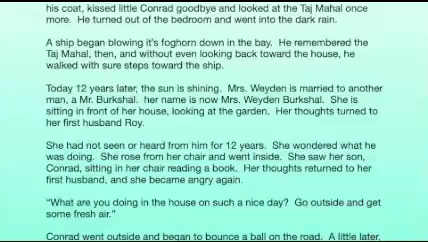 his coat, kissed little Conrad goodbye and looked at the Taj Mahal once
more.  He turned out of the bedroom and went into the dark rain.
A ship began blowing it's foghorn down in the bay.  He remembered the
Taj Mahal, then, and without even looking back toward the house, he
walked with sure steps toward the ship.
Today 12 years later, the sun is shining.  Mrs. Weyden is married to another
man, a Mr. Burkshal.  her name is now Mrs. Weyden Burkshal.  She is
sitting in front of her house, looking at the garden.  Her thoughts turned to
her first husband Roy.
She had not seen or heard from him for 12 years.  She wondered what he
was doing.  She rose from her chair and went inside.  She saw her son,
Conrad, sitting in her chair reading a book.  Her thoughts returned to her
first husband, and she became angry again.
"What are you doing in the house on such a nice day?  Go outside and get
some fresh air."
Conrad went outside and began to bounce a ball on the road.  A little later,